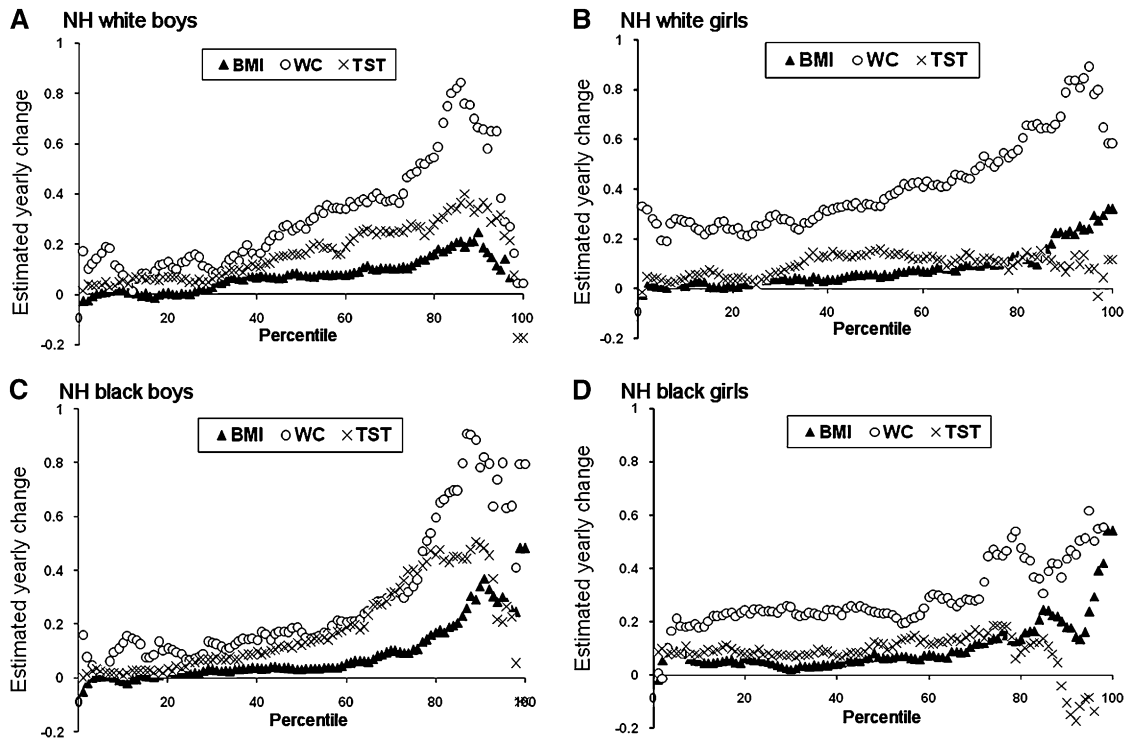 A NH white boys
BMI WC TST
Estimated yearly change
1
0.8
0.6
0.4
0.2
0
-0.2
0 20 40 60 80 100
Percentile
B NH white girls
BMI WC TST
Estimated yearly change
1
0.8
0.6
0.4
0.2
0
-0.2
0 20 40 60 80 100
Percentile
C NH black boys
BMI WC TST
Estimated yearly change
1
0.8
0.6
0.4
0.2
0
-0.2
0 20 40 60 80 100
Percentile
D NH black girls
BMI WC TST
Estimated yearly change
1
0.8
0.6
0.4
0.2
0
-0.2
0 20 40 60 80 100
Percentile